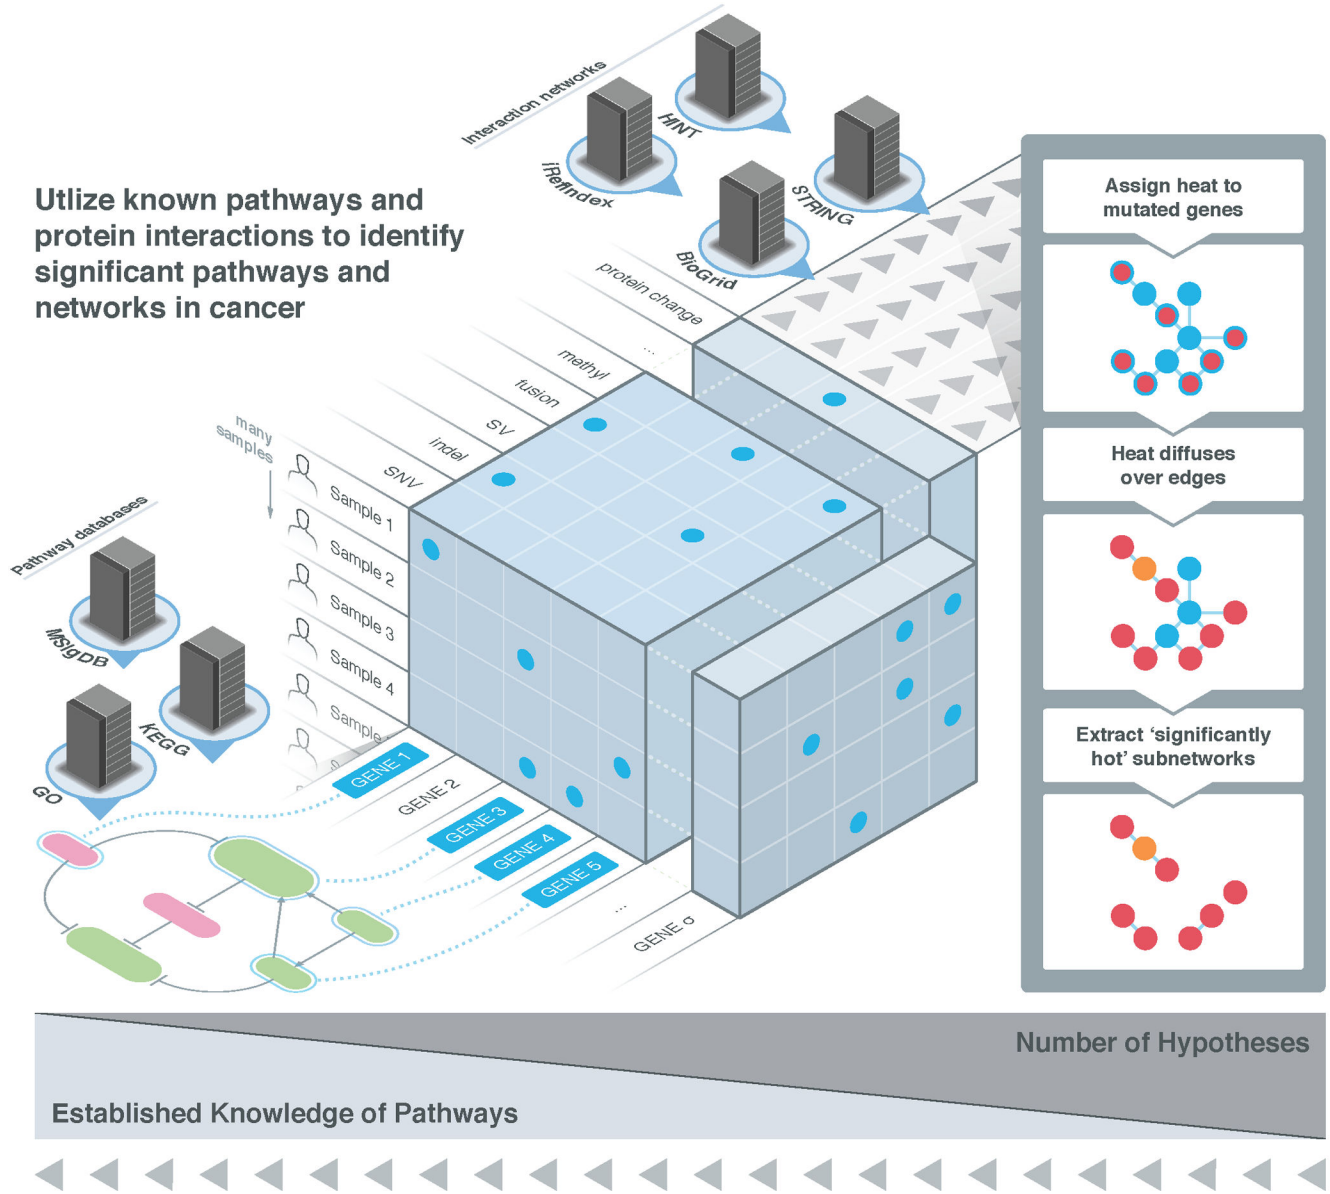 Utlize known pathways and
protein interactions to identify
significant pathways and
networks in cancer
Interaction networks
HINT
iRefIndex
STRING
BioGrid
protein change
...
methyl
fusion
SV
indel
SNV
many
samples
Sample 1
Sample 2
Sample 3
Sample 4
Sample
Pathway databases
MSigDB
KEGG
GO
GENE 1
GENE 2
GENE 3
GENE 4
GENE 5
...
GENE σ
Assign heat to
mutated genes
Heat diffuses
over edges
Extract ‘significantly
hot’ subnetworks
Number of Hypotheses
Established Knowledge of Pathways